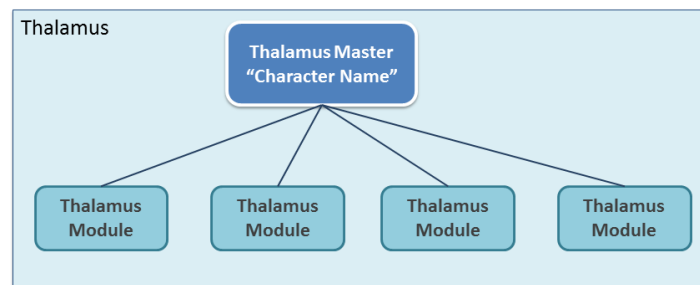 Thalamus
Thalamus Master
“Character Name”
Thalamus
Module
Thalamus
Module
Thalamus
Module
Thalamus
Module